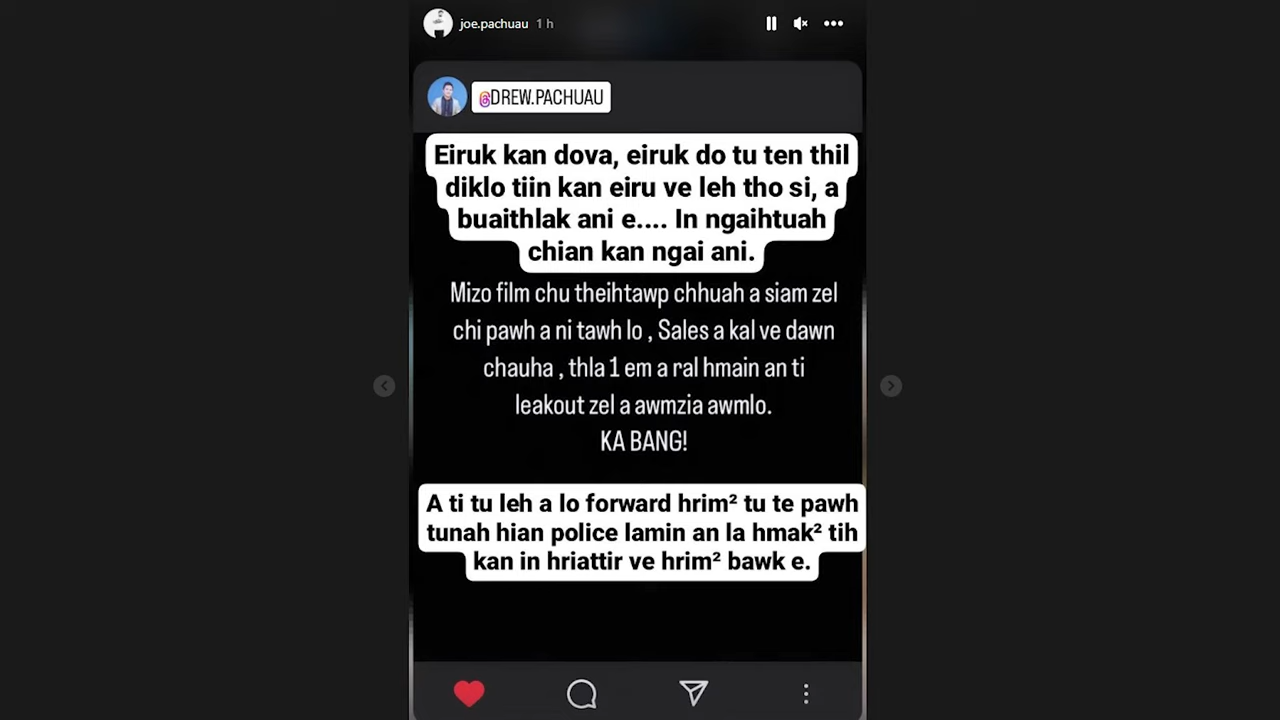 joe.pachuau 1 h
DREW.PACHUAU
Eiruk kan dova, eiruk do tu ten thil
diklo tiin kan eiru ve leh tho si, a
buaithlak ani e.... In ngaihtuah
chian kan ngai ani.
Mizo film chu theihtawp chhuah a siam zel
chi pawh a ni tawh lo , Sales a kal ve dawn
chauha , thla 1 em a ral hmain an ti
leakout zel a awmzia awmlo.
KA BANG!
A ti tu leh a lo forward hrim² tu te pawh
tunah hian police lamin an la hmak² tih
kan in hriattir ve hrim² bawk e.